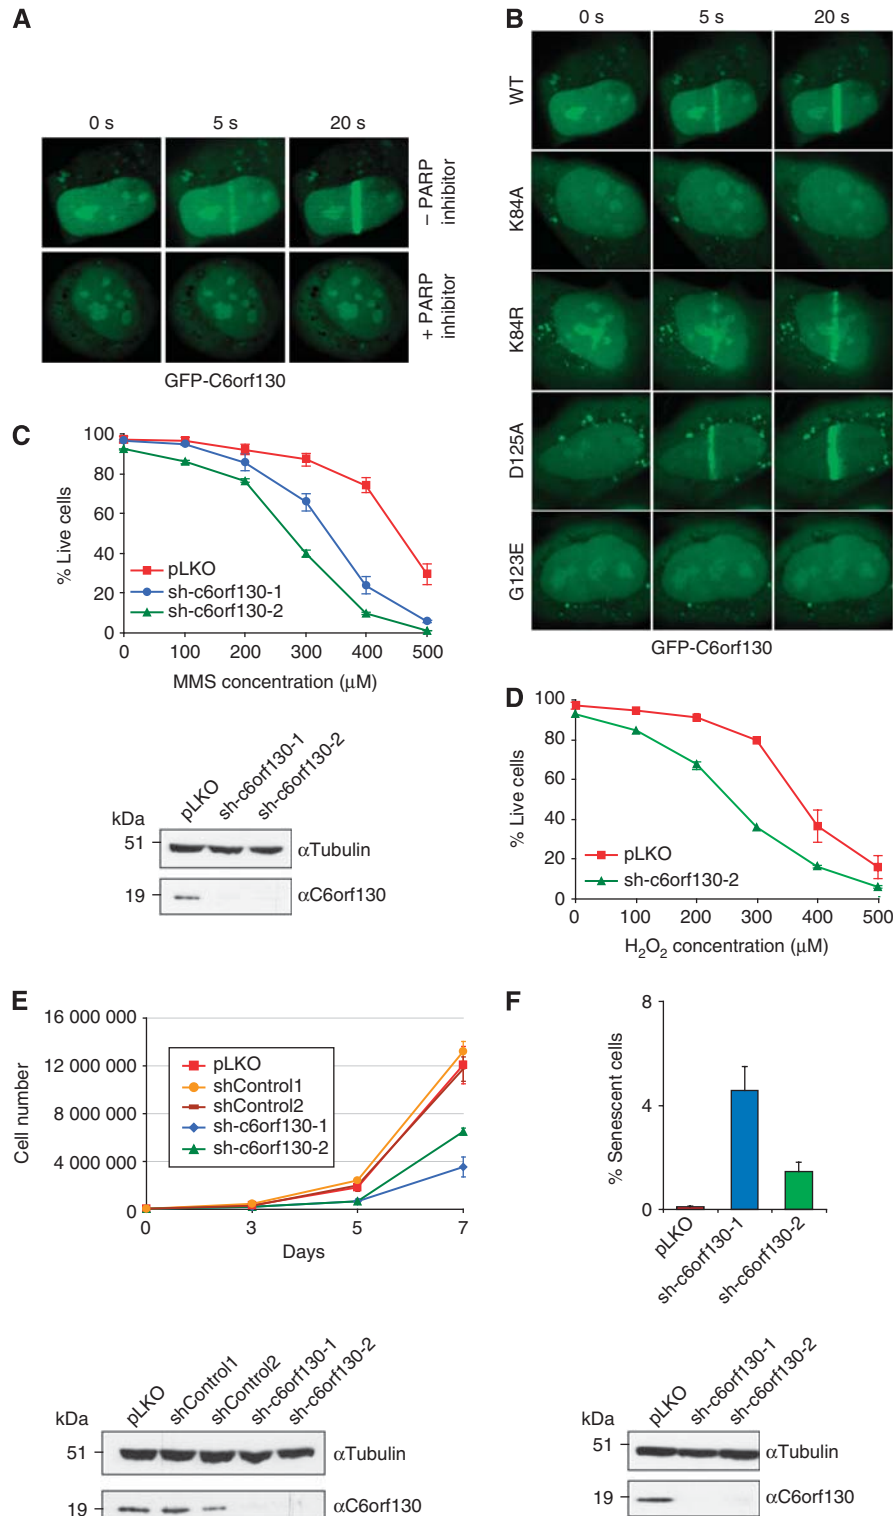 A
0 s 5 s 20 s
– PARP inhibitor
+ PARP inhibitor
GFP-C6orf130
B
0 s 5 s 20 s
WT
K84A
K84R
D125A
G123E
GFP-C6orf130
C
% Live cells
100
80
60
40
20
0
pLKO
sh-c6orf130-1
sh-c6orf130-2
0 100 200 300 400 500
MMS concentration (μM)
pLKO
sh-c6orf130-1
sh-c6orf130-2
kDa
51
αTubulin
19
αC6orf130
D
% Live cells
100
80
60
40
20
0
pLKO
sh-c6orf130-2
0 100 200 300 400 500
H2O2 concentration (μM)
E
Cell number
16 000 000
12 000 000
8 000 000
4 000 000
0
pLKO
shControl1
shControl2
sh-c6orf130-1
sh-c6orf130-2
0 3 5 7
Days
pLKO
shControl1
shControl2
sh-c6orf130-1
sh-c6orf130-2
kDa
51
αTubulin
19
αC6orf130
F
% Senescent cells
8
4
0
pLKO
sh-c6orf130-1
sh-c6orf130-2
pLKO
sh-c6orf130-1
sh-c6orf130-2
kDa
51
αTubulin
19
αC6orf130